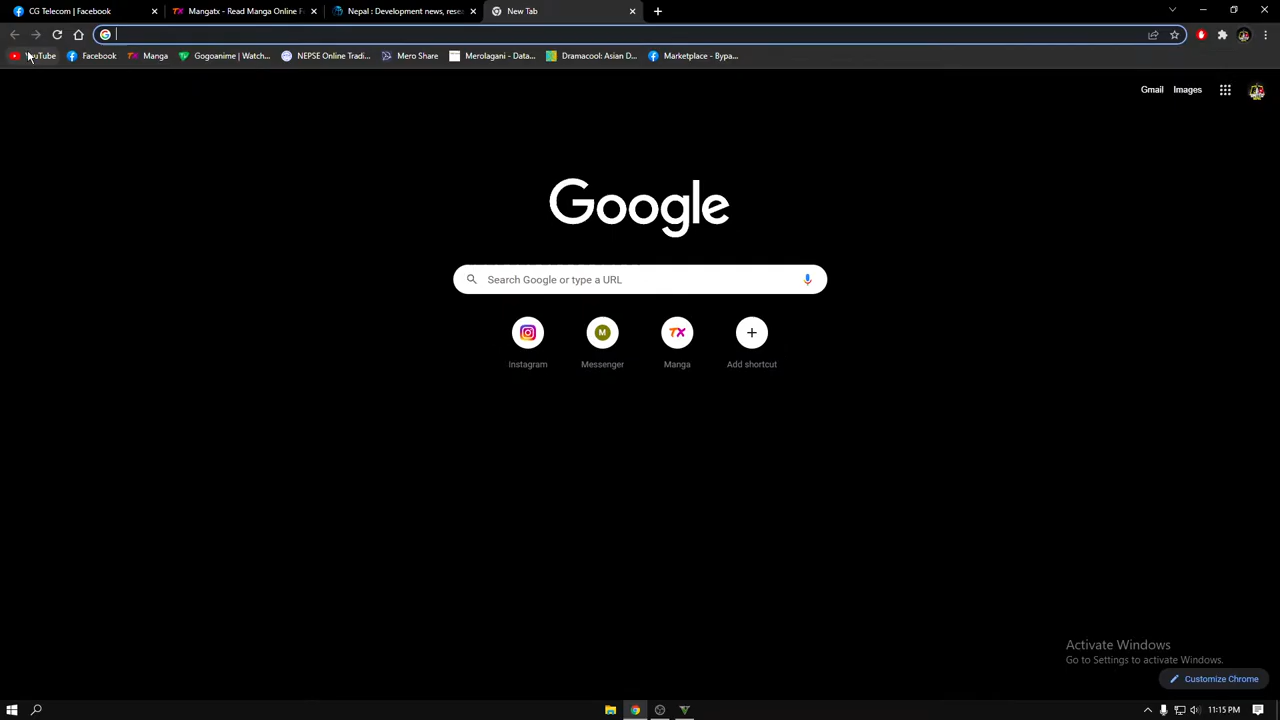 CG Telecom | Facebook
Mangatx - Read Manga Online F
Nepal : Development news, resea
New Tab
YouTube
Facebook
Manga
Gogoanime | Watch...
NEPSE Online Tradi...
Mero Share
Merolagani - Data...
Dramacool: Asian D...
Marketplace - Bypa...
Gmail
Images
Google
Search Google or type a URL
Instagram
M
Messenger
TX
Manga
Add shortcut
Activate Windows
Go to Settings to activate Windows.
Customize Chrome
11:15 PM